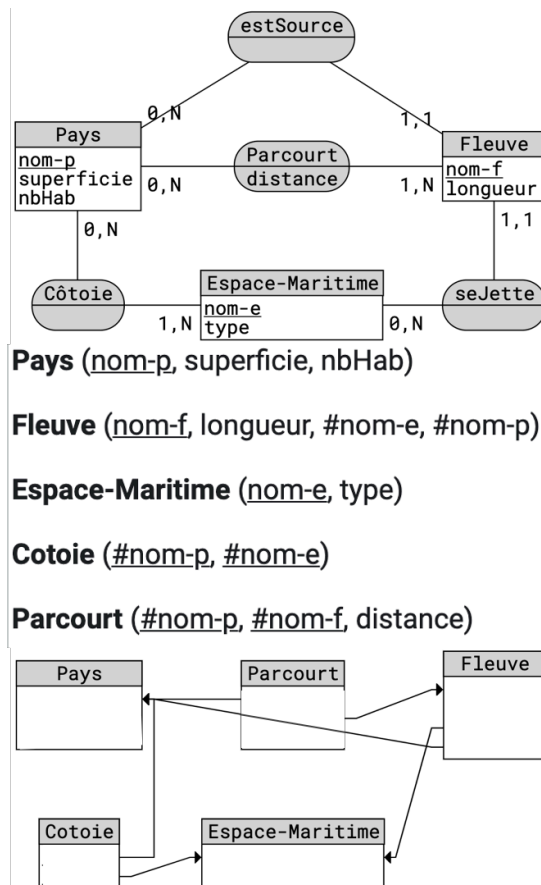 estSource
0,N
1,1
Pays
nom-p
superficie
nbHab
Parcourt
distance
Fleuve
nom-f
longueur
0,N
1,N
0,N
1,1
Côtoie
Espace-Maritime
nom-e
type
seJette
1,N
0,N
Pays (nom-p, superficie, nbHab)
Fleuve (nom-f, longueur, #nom-e, #nom-p)
Espace-Maritime (nom-e, type)
Cotoie (#nom-p, #nom-e)
Parcourt (#nom-p, #nom-f, distance)
Pays
Parcourt
Fleuve
Cotoie
Espace-Maritime